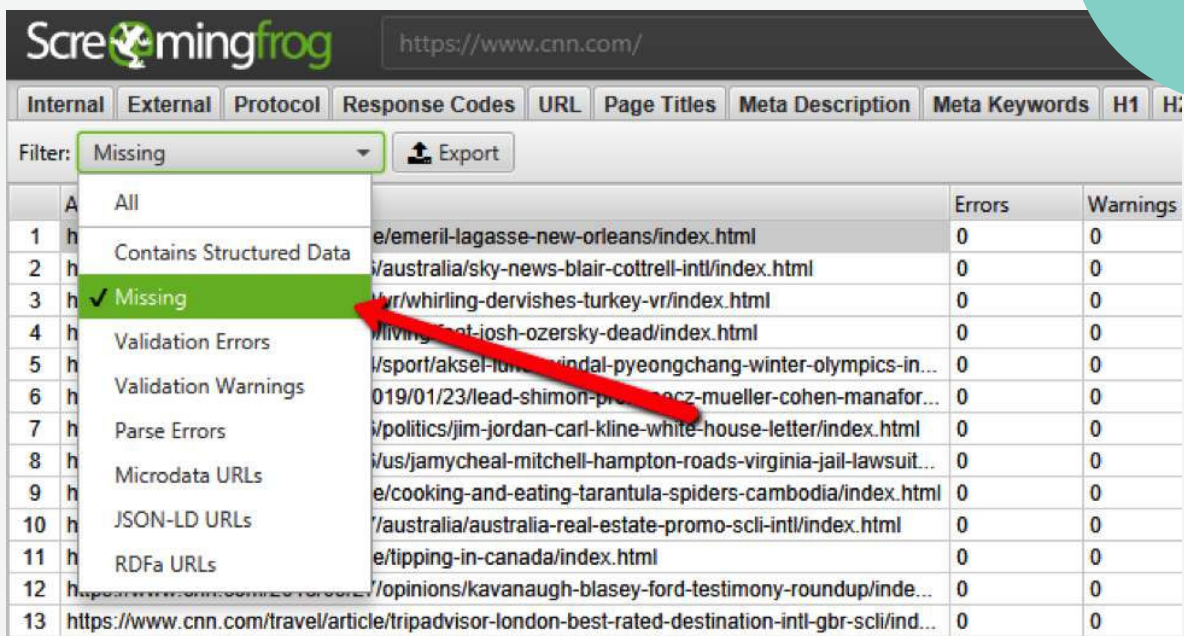 Screamingfrog https://www.cnn.com/
Internal External Protocol Response Codes URL Page Titles Meta Description Meta Keywords H1
Filter: Missing Export
All
Contains Structured Data
✓ Missing
Validation Errors
Validation Warnings
Parse Errors
Microdata URLs
JSON-LD URLs
RDFa URLs
Errors Warnings
1 e/emeril-lagasse-new-orleans/index.html 0 0
2 /australia/sky-news-blair-cottrell-intl/index.html 0 0
3 /vr/whirling-dervishes-turkey-vr/index.html 0 0
4 0 0
5 0 0
6 0 0
7 /politics/jim-jordan-carl-kline-white-house-letter/index.html 0 0
8 /us/jamycheal-mitchell-hampton-roads-virginia-jail-lawsuit... 0 0
9 e/cooking-and-eating-tarantula-spiders-cambodia/index.html 0 0
10 /australia/australia-real-estate-promo-scli-intl/index.html 0 0
11 e/tipping-in-canada/index.html 0 0
12 /opinions/kavanaugh-blasey-ford-testimony-roundup/inde... 0 0
13 https://www.cnn.com/travel/article/tripadvisor-london-best-rated-destination-intl-gbr-scli/ind... 0 0